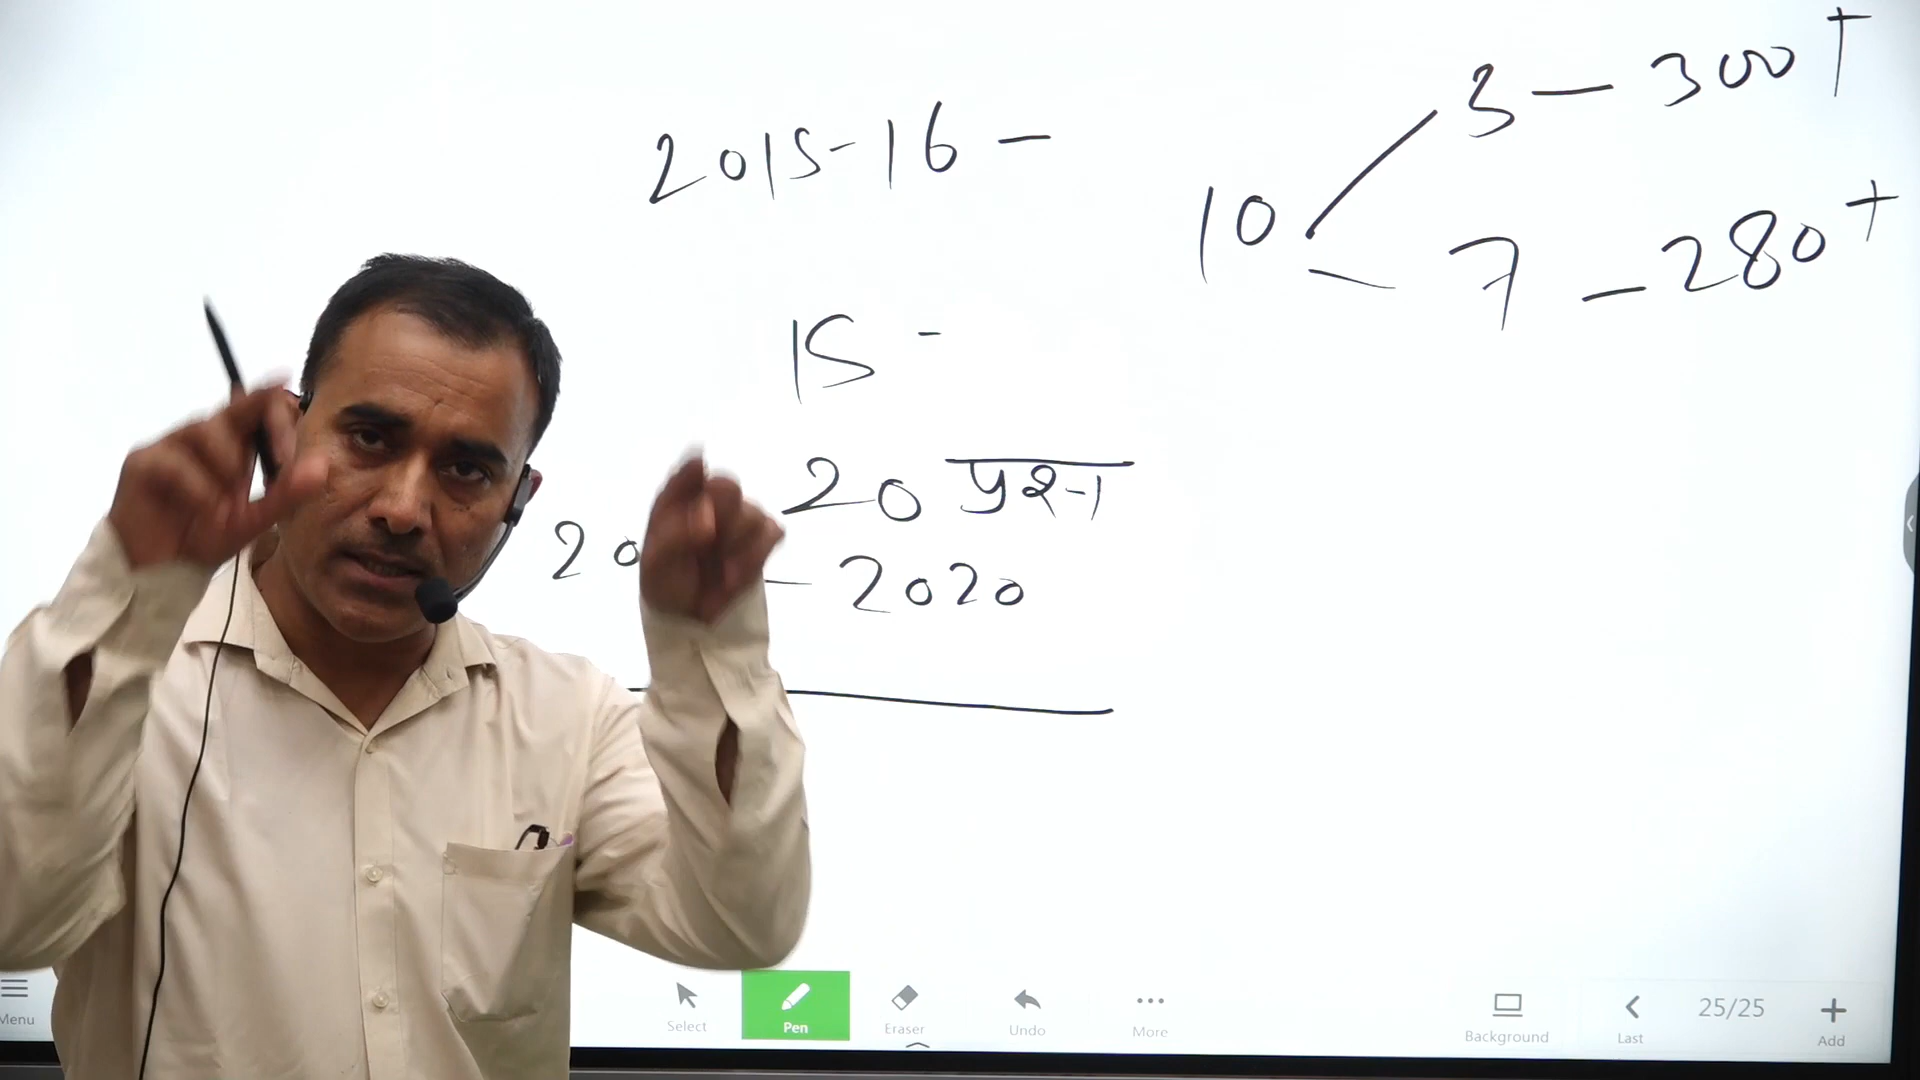 2015-16 -
10
3 - 300+
- 7 - 280+
15 -
20 प्रश्न
20
- 2020
Menu
Select
Pen
Eraser
Undo
More
Background
Last
25/25
Add